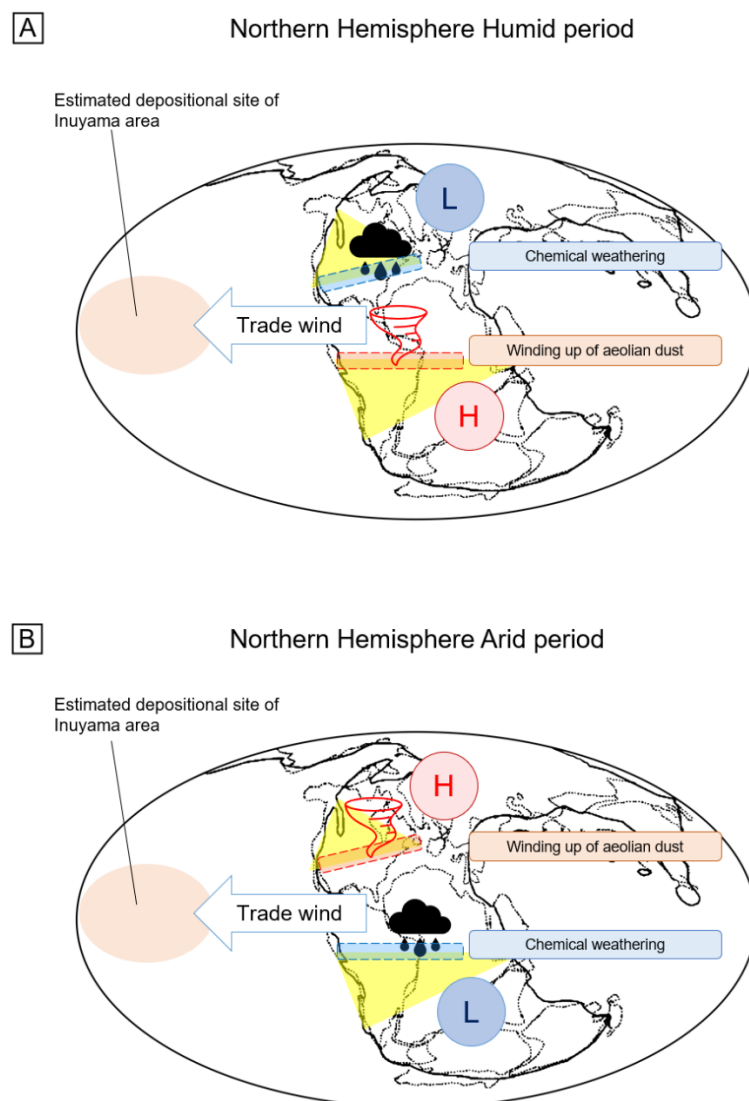 A
Northern Hemisphere Humid period
Estimated depositional site of
Inuyama area
L
Chemical weathering
Trade wind
Winding up of aeolian dust
H
B
Northern Hemisphere Arid period
Estimated depositional site of
Inuyama area
H
Winding up of aeolian dust
Trade wind
Chemical weathering
L